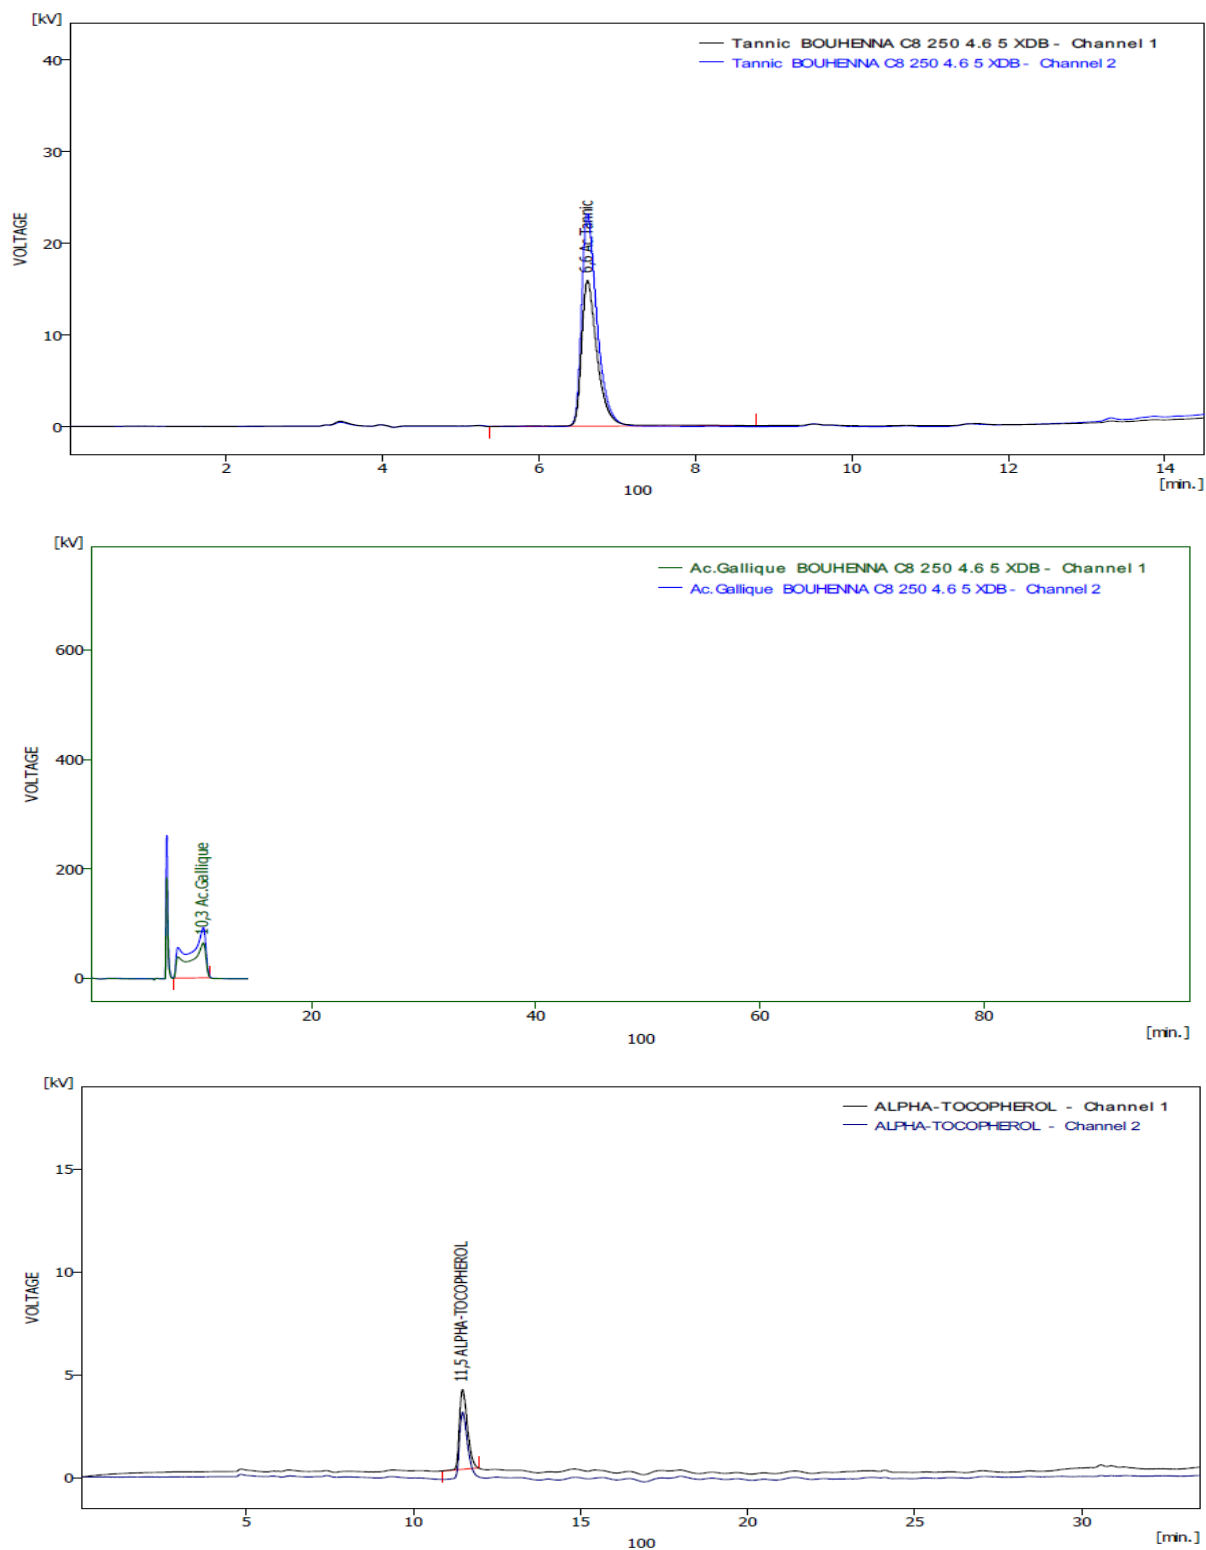 [kV]
Tannic BOUHENNA C8 250 4.6 5 XDB - Channel 1
Tannic BOUHENNA C8 250 4.6 5 XDB - Channel 2
40
30
20
10
0
VOLTAGE
6,6 Ac.Tannic
2 4 6 8 10 12 14
100
[min.]
[kV]
Ac.Gallique BOUHENNA C8 250 4.6 5 XDB - Channel 1
Ac.Gallique BOUHENNA C8 250 4.6 5 XDB - Channel 2
600
400
200
0
VOLTAGE
10,3 Ac.Gallique
20 40 60 80
100
[min.]
[kV]
ALPHA-TOCOPHEROL - Channel 1
ALPHA-TOCOPHEROL - Channel 2
15
10
5
0
VOLTAGE
11,5 ALPHA-TOCOPHEROL
5 10 15 20 25 30
100
[min.]